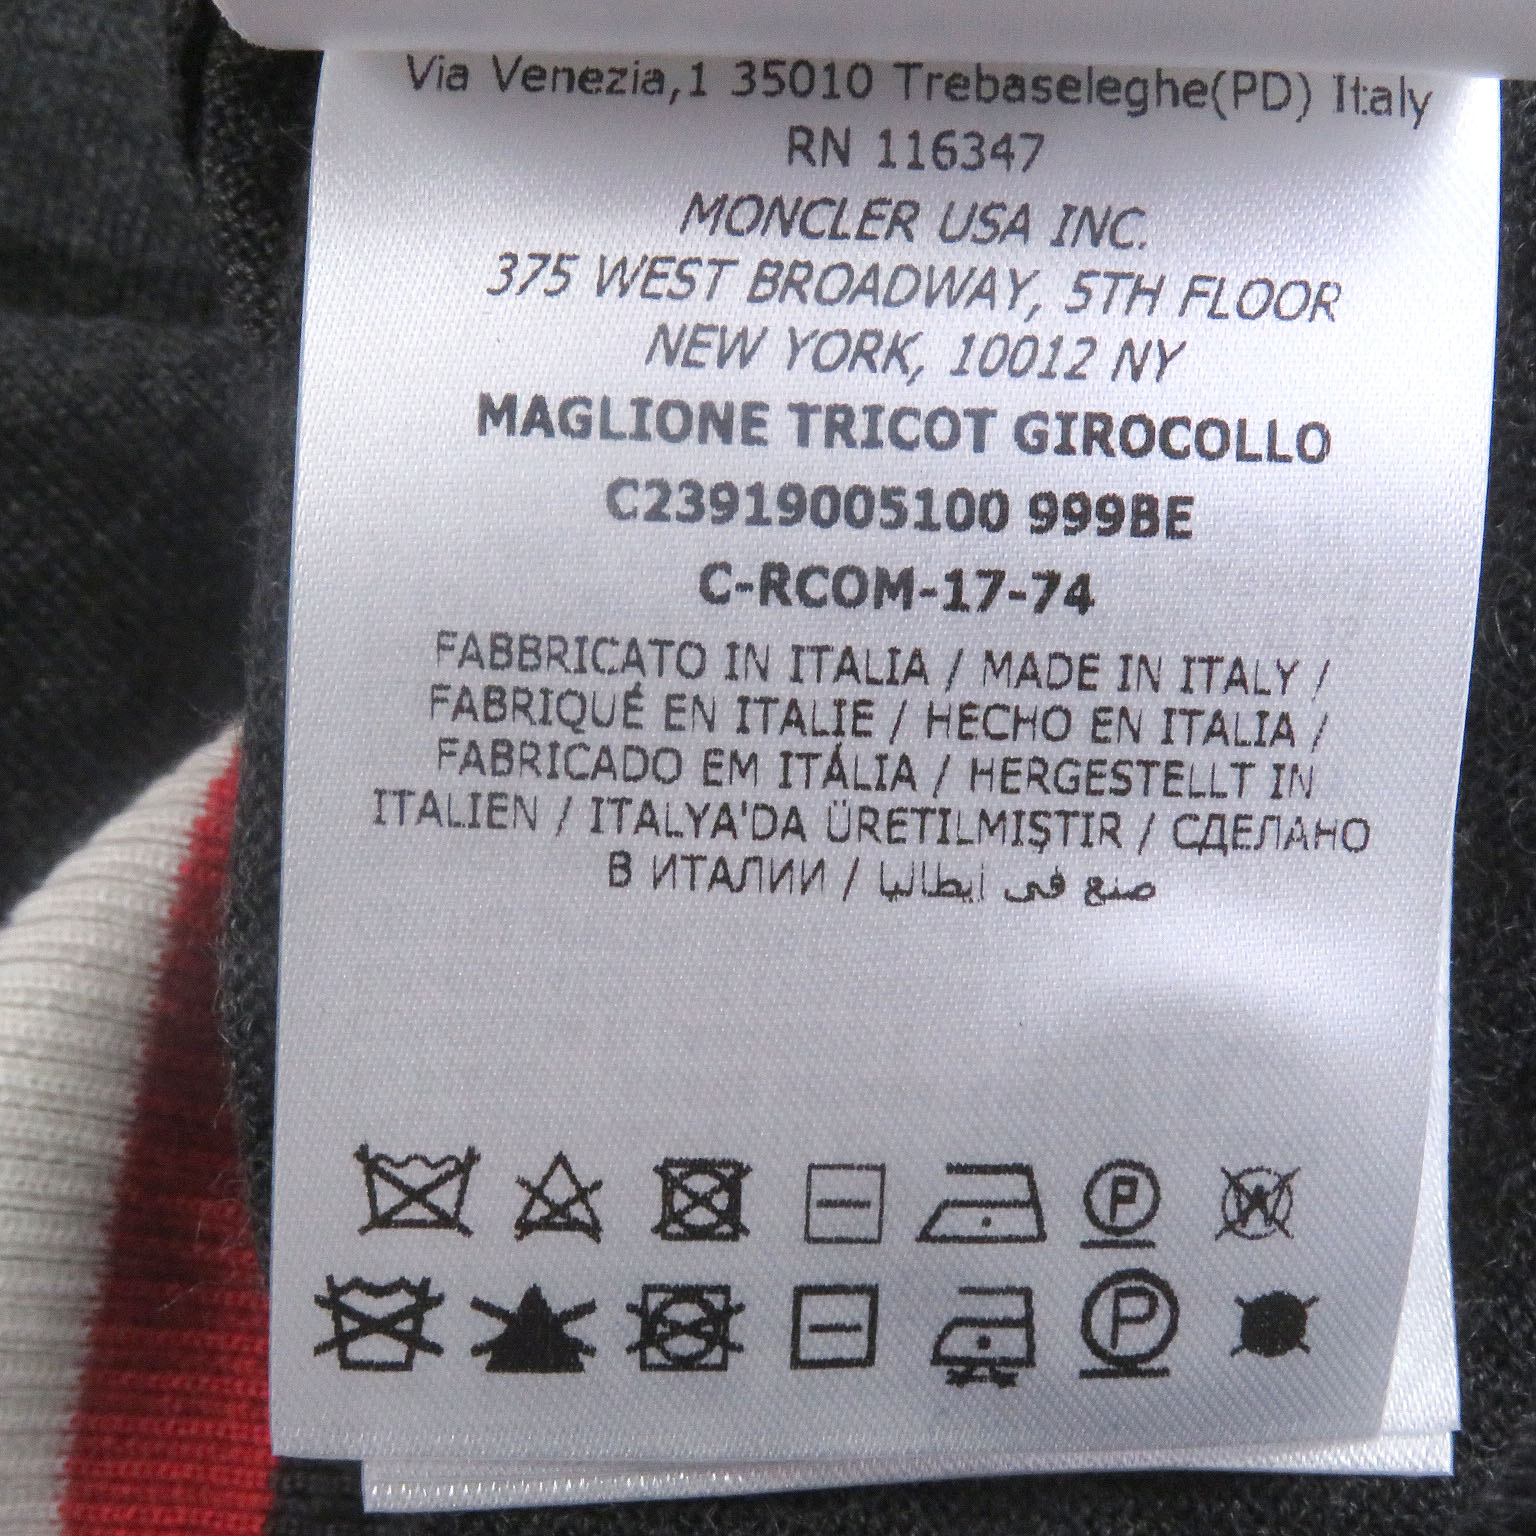 Via Venezia,1 35010 Trebaseleghe(PD) Italy
RN 116347
MONCLER USA INC.
375 WEST BROADWAY, 5TH FLOOR
NEW YORK, 10012 NY
MAGLIONE TRICOT GIROCOLLO
C23919005100 999BE
C-RCOM-17-74
FABBRICATO IN ITALIA / MADE IN ITALY /
FABRIQUÉ EN ITALIE / HECHO EN ITALIA /
FABRICADO EM ITÁLIA / HERGESTELLT IN
ITALIEN / ITALYA'DA ÜRETILMIŞTIR / СДЕЛАНО
В ИТАЛИИ / صنع في إيطاليا
P W
P